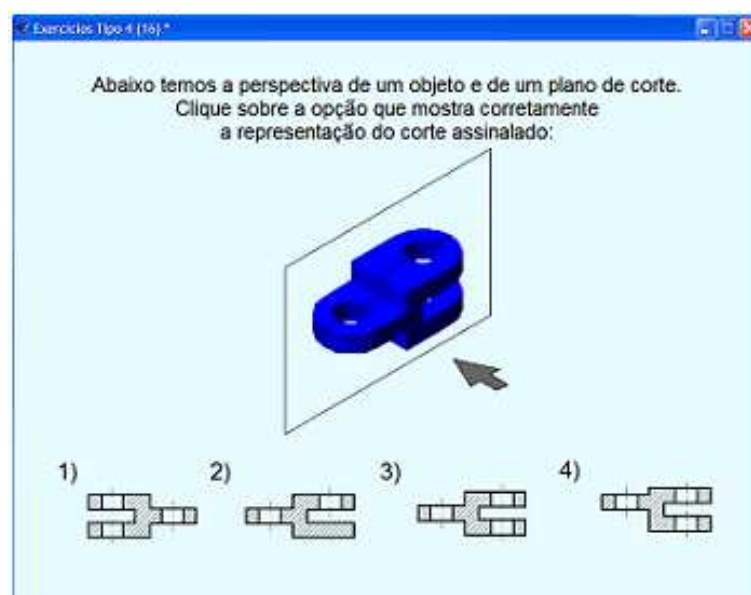 Exercicios Tipo 4 (16).*
Abaixo temos a perspectiva de um objeto e de um plano de corte.
Clique sobre a opção que mostra corretamente
a representação do corte assinalado:
1) 2) 3) 4)